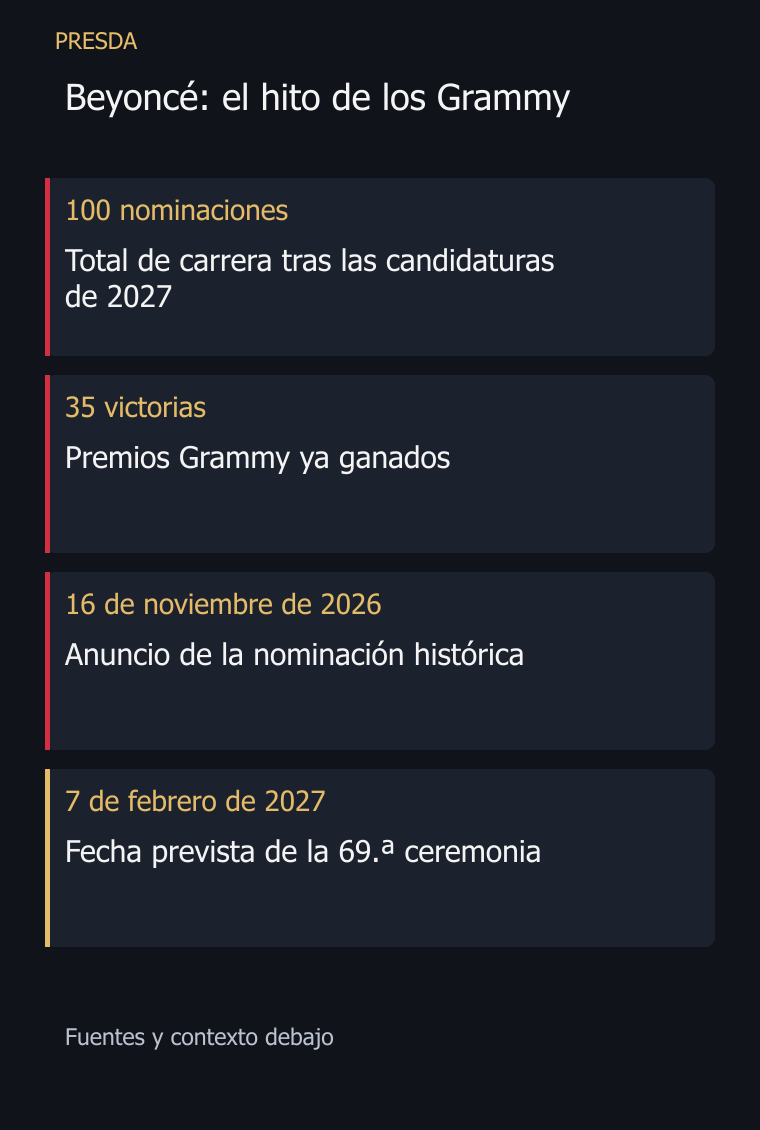 PRESDA
Beyoncé: el hito de los Grammy
100 nominaciones
Total de carrera tras las candidaturas
de 2027
35 victorias
Premios Grammy ya ganados
16 de noviembre de 2026
Anuncio de la nominación histórica
7 de febrero de 2027
Fecha prevista de la 69.ª ceremonia
Fuentes y contexto debajo